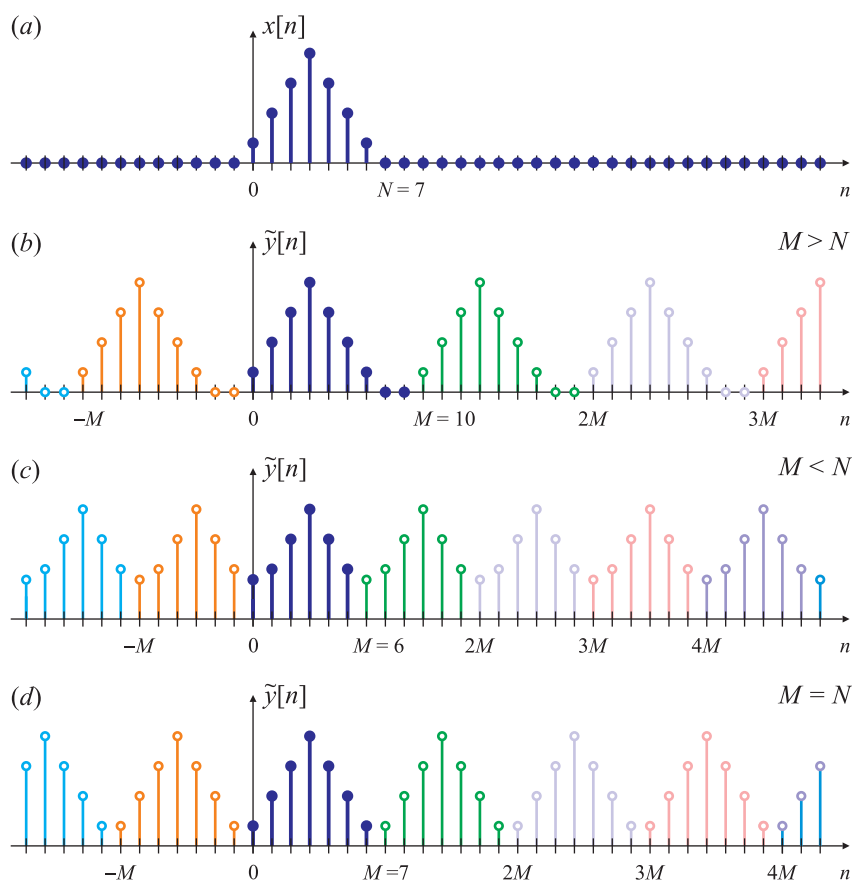 (a) x[n]
0 N = 7 n
(b) ỹ[n] M > N
−M 0 M = 10 2M 3M n
(c) ỹ[n] M < N
−M 0 M = 6 2M 3M 4M n
(d) ỹ[n] M = N
−M 0 M =7 2M 3M 4M n